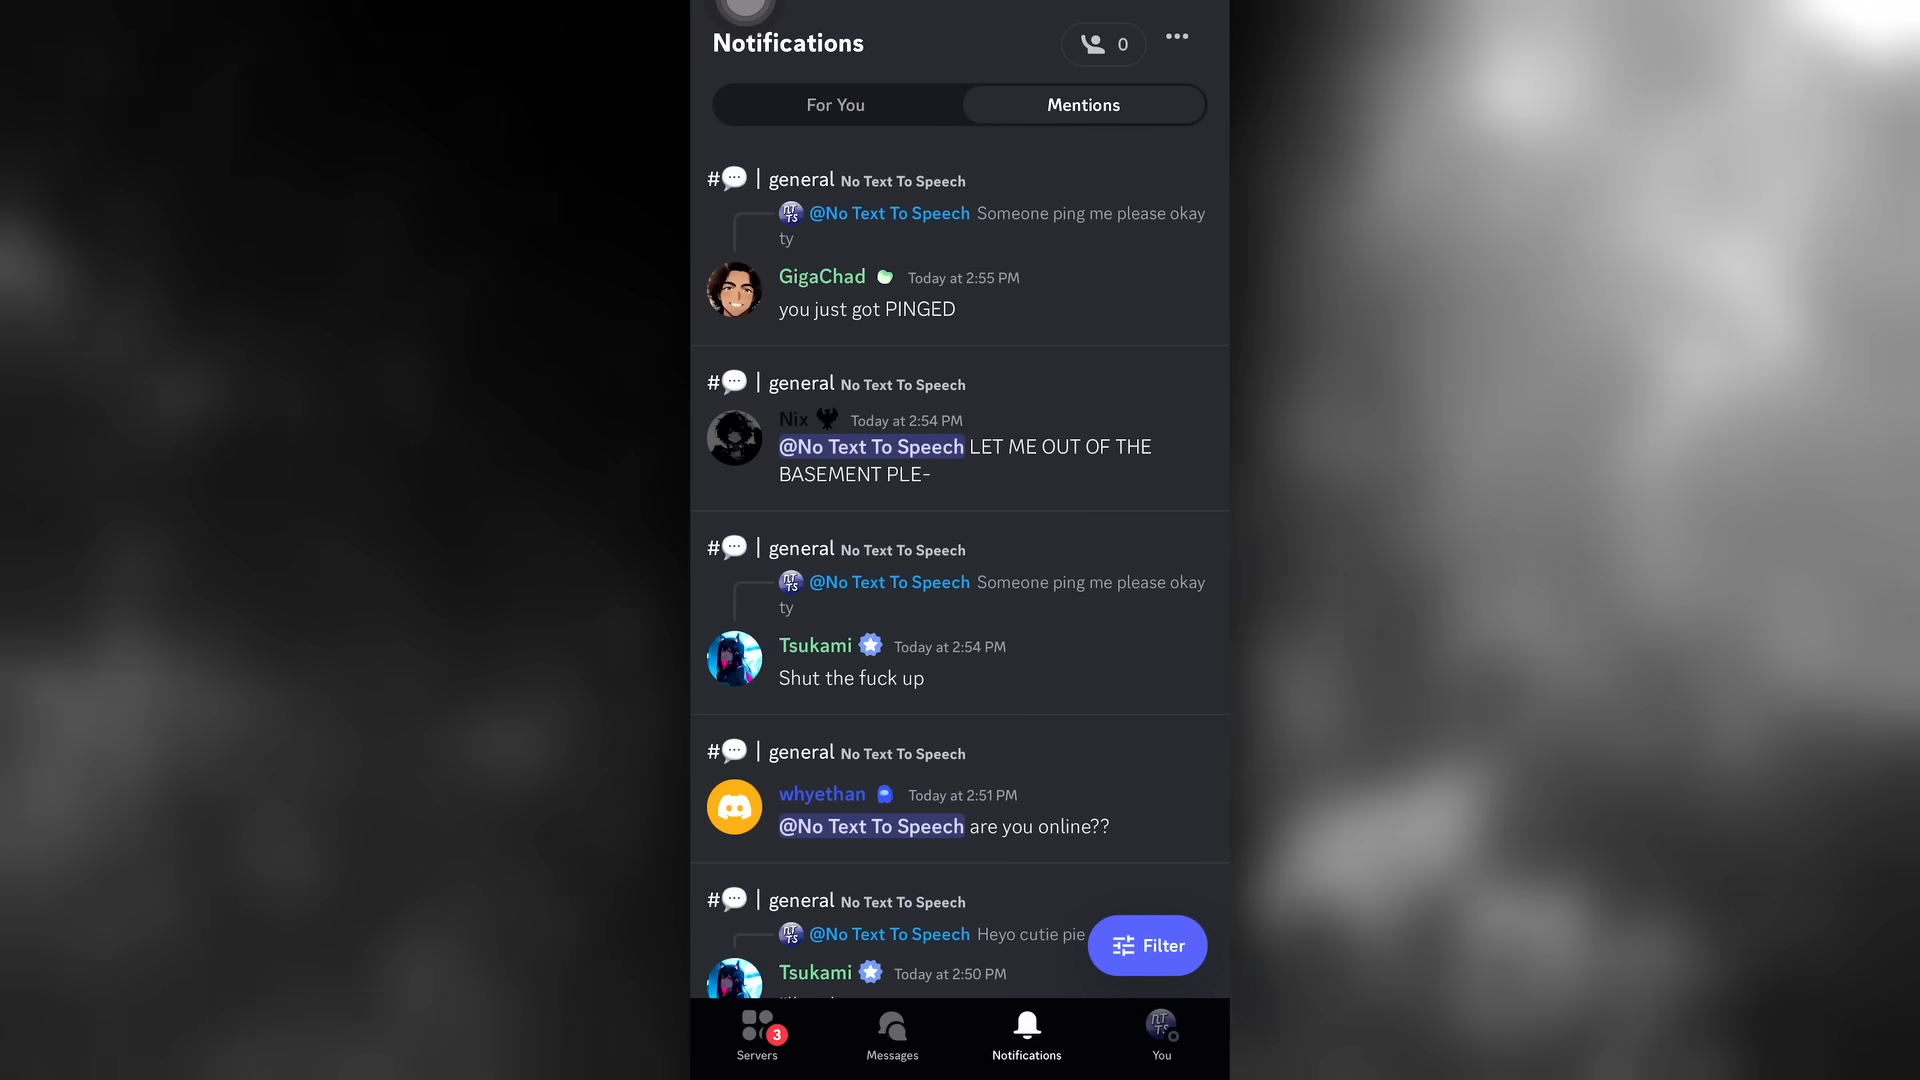 Notifications
0
For You
Mentions
# | general No Text To Speech
@No Text To Speech Someone ping me please okay
ty
GigaChad Today at 2:55 PM
you just got PINGED
# | general No Text To Speech
Nix Today at 2:54 PM
@No Text To Speech LET ME OUT OF THE
BASEMENT PLE-
# | general No Text To Speech
@No Text To Speech Someone ping me please okay
ty
Tsukami Today at 2:54 PM
Shut the fuck up
# | general No Text To Speech
whyethan Today at 2:51 PM
@No Text To Speech are you online??
# | general No Text To Speech
@No Text To Speech Heyo cutie pie
Filter
Tsukami Today at 2:50 PM
3
Servers
Messages
Notifications
You